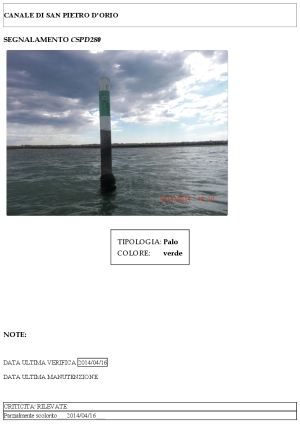 CANALE DI SAN PIETRO D'ORIO
SEGNALAMENTO CSPD280
TIPOLOGIA: Palo
COLORE: verde
NOTE:
DATA ULTIMA VERIFICA 2014/04/16
DATA ULTIMA MANUTENZIONE
CRITICITA' RILEVATE
Parzialmente scolorito 2014/04/16